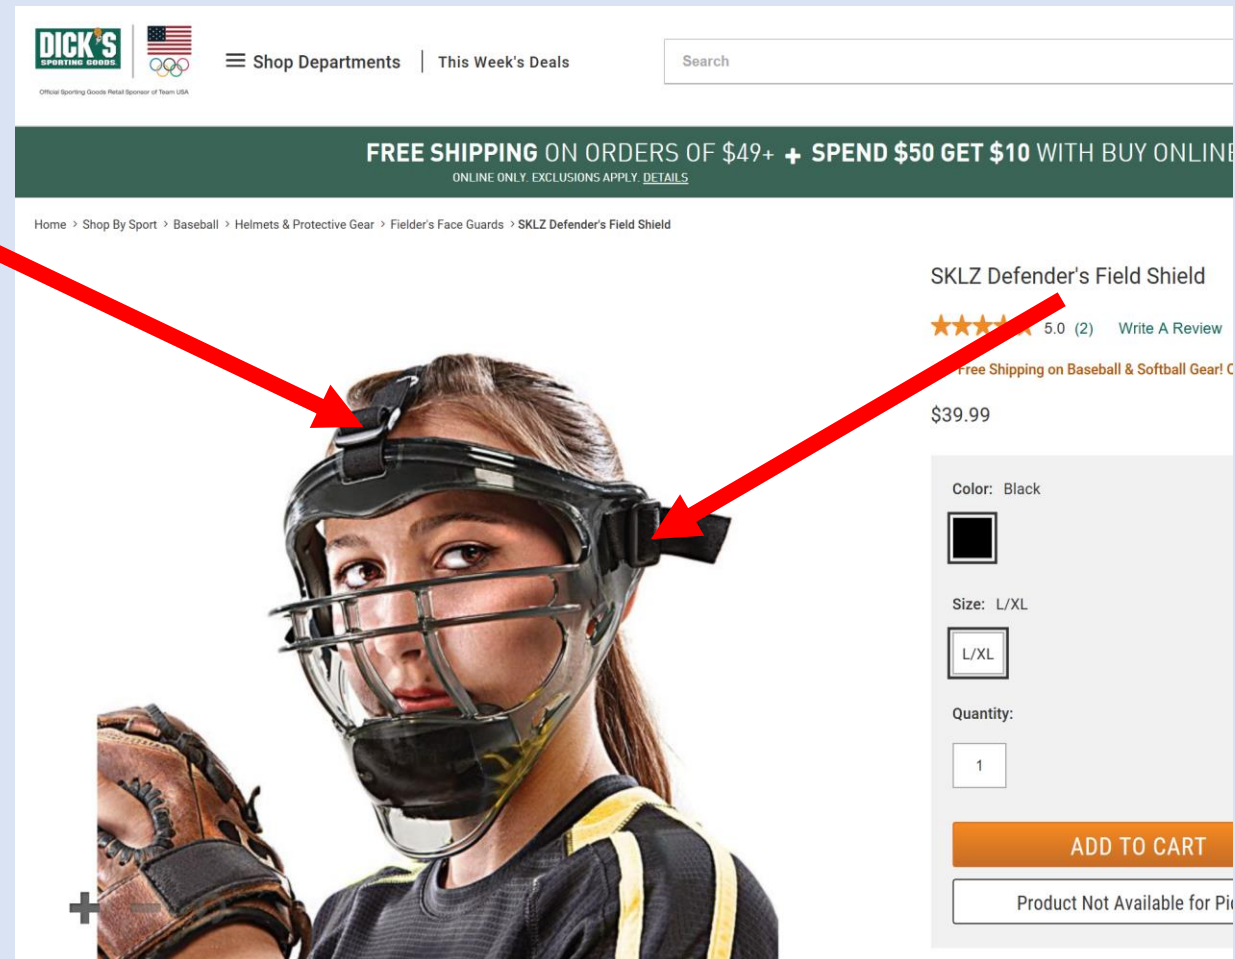 DICK'S
SPORTING GOODS
Official Sporting Goods Retail Sponsor of Team USA
Shop Departments
This Week's Deals
Search
FREE SHIPPING ON ORDERS OF $49+ + SPEND $50 GET $10 WITH BUY ONLINE
ONLINE ONLY. EXCLUSIONS APPLY. DETAILS
Home > Shop By Sport > Baseball > Helmets & Protective Gear > Fielder's Face Guards > SKLZ Defender's Field Shield
SKLZ Defender's Field Shield
5.0 (2) Write A Review
Free Shipping on Baseball & Softball Gear!
$39.99
Color: Black
Size: L/XL
L/XL
Quantity:
1
ADD TO CART
Product Not Available for